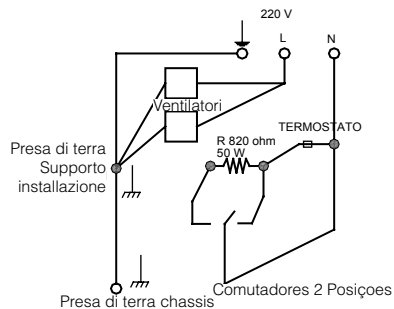 220 V
L
N
Ventilatori
TERMOSTATO
R 820 ohm
50 W
Presa di terra
Supporto
installazione
Comutadores 2 Posiçoes
Presa di terra chassis